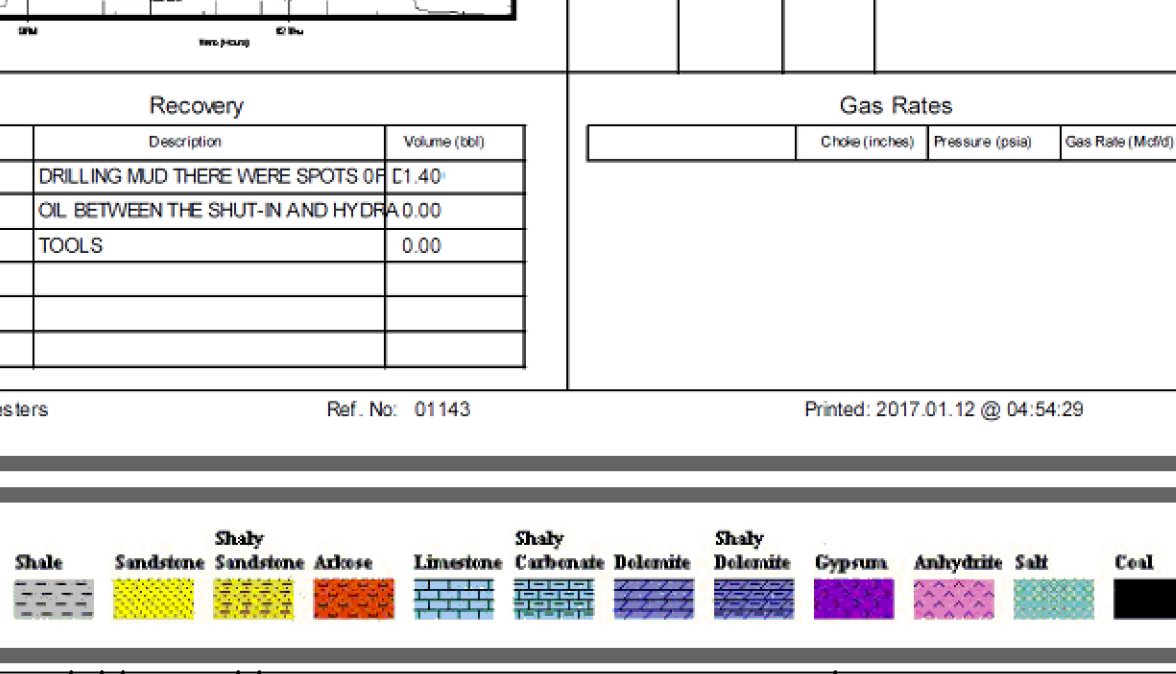 Time (Hours)
Recovery
Gas Rates
Description Volume (bbl)
Choke (inches) Pressure (psia) Gas Rate (Mcf/d)
DRILLING MUD THERE WERE SPOTS 0F 1.40
OIL BETWEEN THE SHUT-IN AND HYDRA 0.00
TOOLS 0.00
esters Ref. No: 01143 Printed: 2017.01.12 @ 04:54:29
Shale
Sandstone
Shaly Sandstone
Arkose
Limestone
Shaly Carbonate
Dolomite
Shaly Dolomite
Gypsum
Anhydrite
Salt
Coal